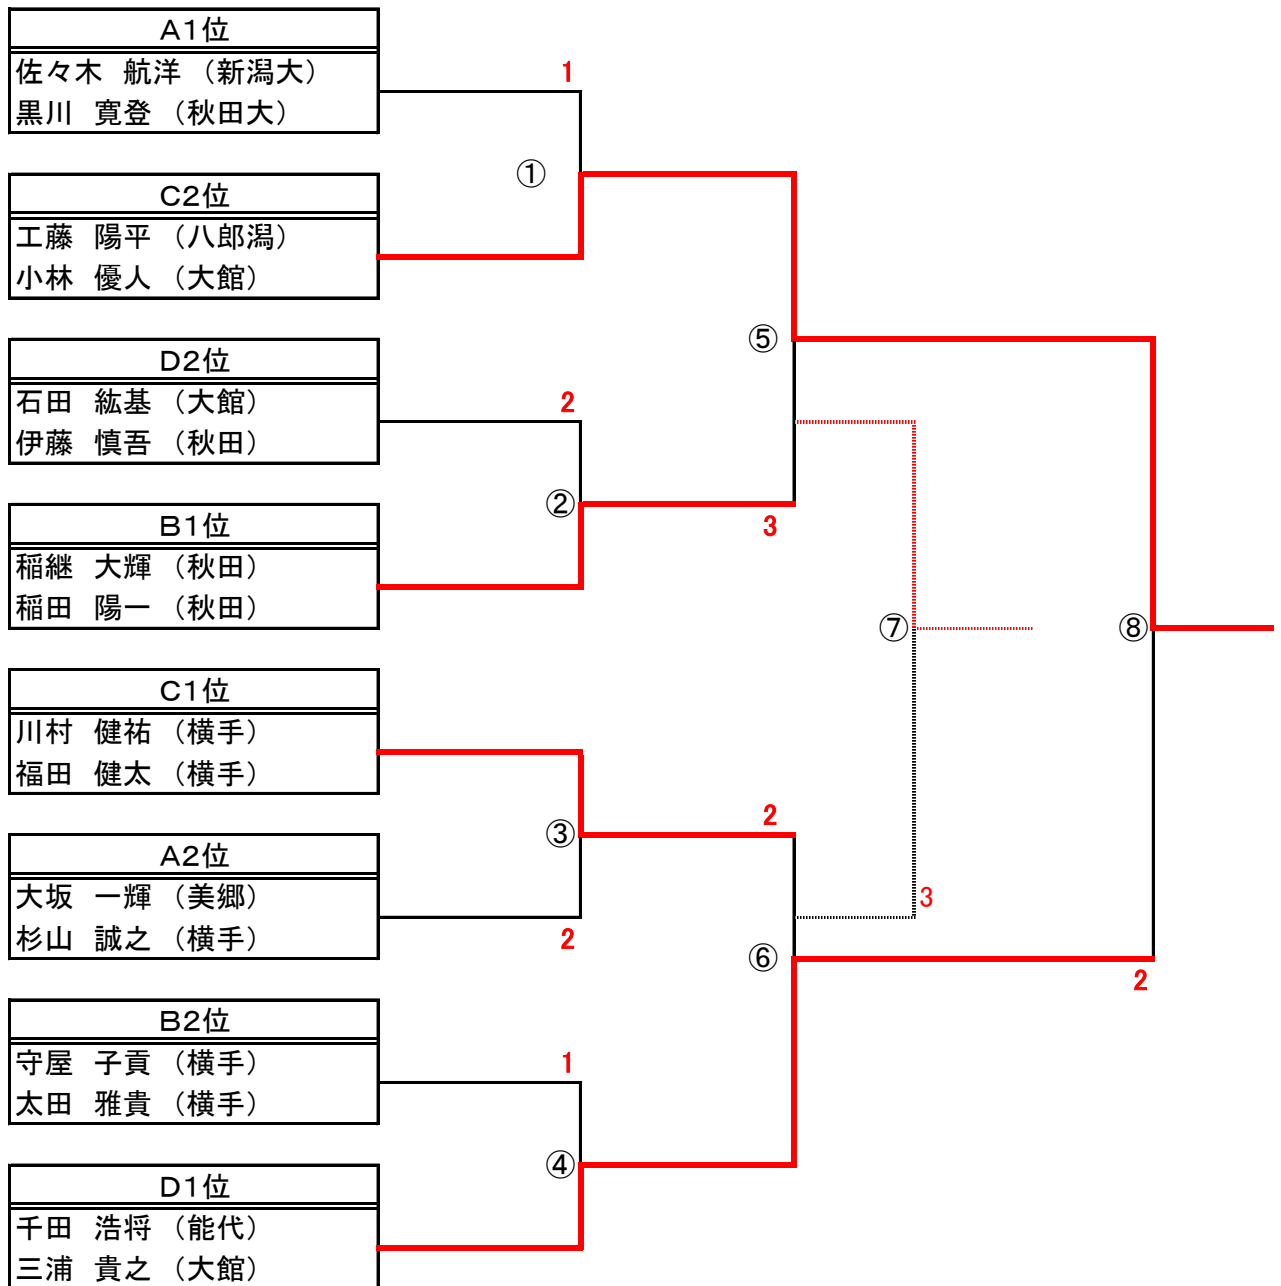 A1位
佐々木 航洋 （新潟大）
1
黒川 寛登 （秋田大）
①
C2位
工藤 陽平 （八郎潟）
小林 優人 （大館）
⑤
D2位
石田 紘基 （大館）
2
伊藤 慎吾 （秋田）
②
3
B1位
稲継 大輝 （秋田）
稲田 陽一 （秋田）
⑦
⑧
C1位
川村 健祐 （横手）
福田 健太 （横手）
2
③
A2位
大坂 一輝 （美郷）
3
杉山 誠之 （横手）
2
⑥
2
B2位
守屋 子貢 （横手）
1
太田 雅貴 （横手）
④
D1位
千田 浩将 （能代）
三浦 貴之 （大館）